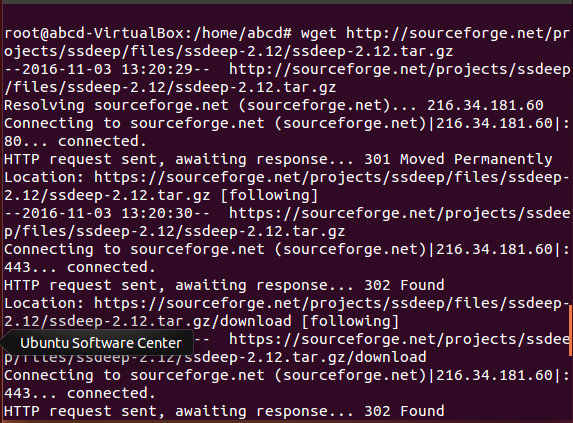 root@abcd-VirtualBox:/home/abcd# wget http://sourceforge.net/pr
ojects/ssdeep/files/ssdeep-2.12/ssdeep-2.12.tar.gz
--2016-11-03 13:20:29--  http://sourceforge.net/projects/ssdeep
/files/ssdeep-2.12/ssdeep-2.12.tar.gz
Resolving sourceforge.net (sourceforge.net)... 216.34.181.60
Connecting to sourceforge.net (sourceforge.net)|216.34.181.60|:
80... connected.
HTTP request sent, awaiting response... 301 Moved Permanently
Location: https://sourceforge.net/projects/ssdeep/files/ssdeep-
2.12/ssdeep-2.12.tar.gz [following]
--2016-11-03 13:20:30--  https://sourceforge.net/projects/ssdee
p/files/ssdeep-2.12/ssdeep-2.12.tar.gz
Connecting to sourceforge.net (sourceforge.net)|216.34.181.60|:
443... connected.
HTTP request sent, awaiting response... 302 Found
Location: https://sourceforge.net/projects/ssdeep/files/ssdeep-
2.12/ssdeep-2.12.tar.gz/download [following]
Ubuntu Software Center
--  https://sourceforge.net/projects/ssdee
p/files/ssdeep-2.12/ssdeep-2.12.tar.gz/download
Connecting to sourceforge.net (sourceforge.net)|216.34.181.60|:
443... connected.
HTTP request sent, awaiting response... 302 Found